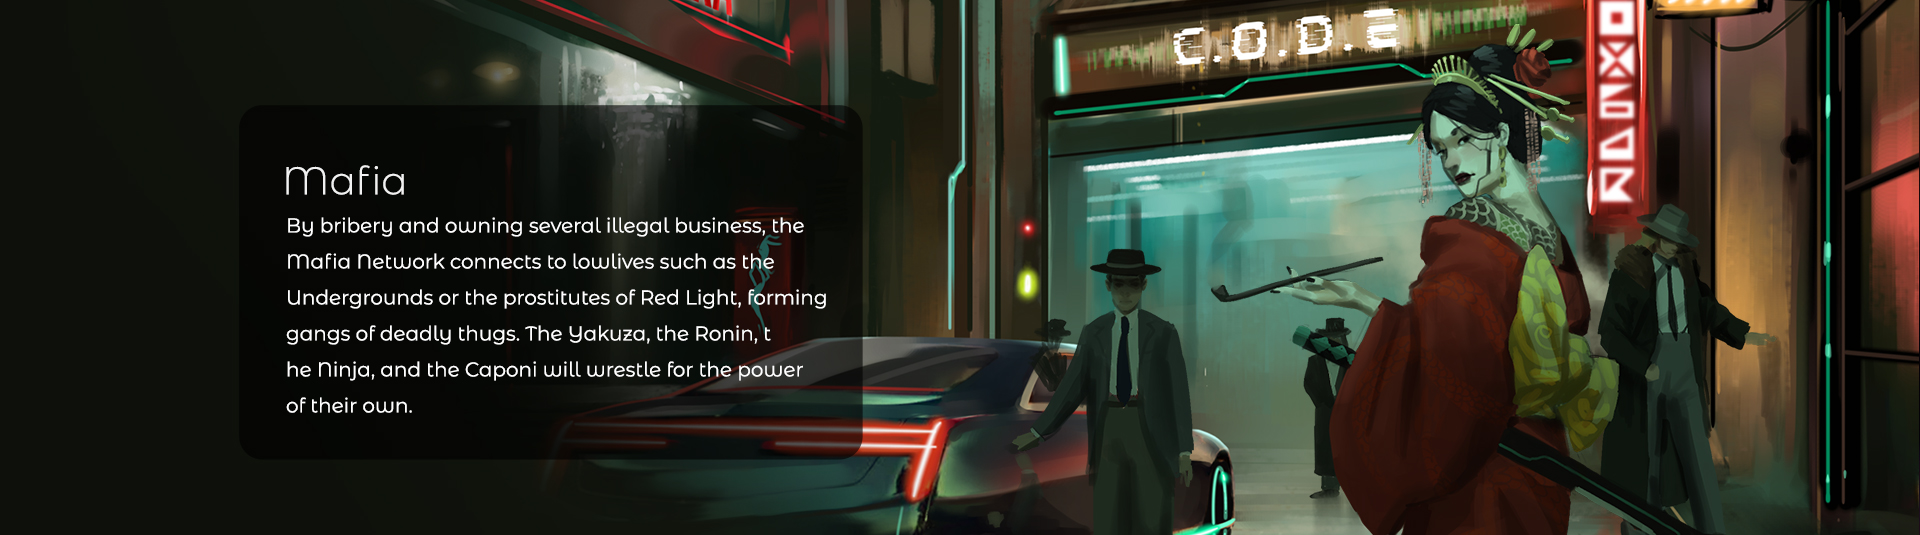 C.O.D.E
Mafia
By bribery and owning several illegal business, the
Mafia Network connects to lowlives such as the
Undergrounds or the prostitutes of Red Light, forming
gangs of deadly thugs. The Yakuza, the Ronin, t
he Ninja, and the Caponi will wrestle for the power
of their own.